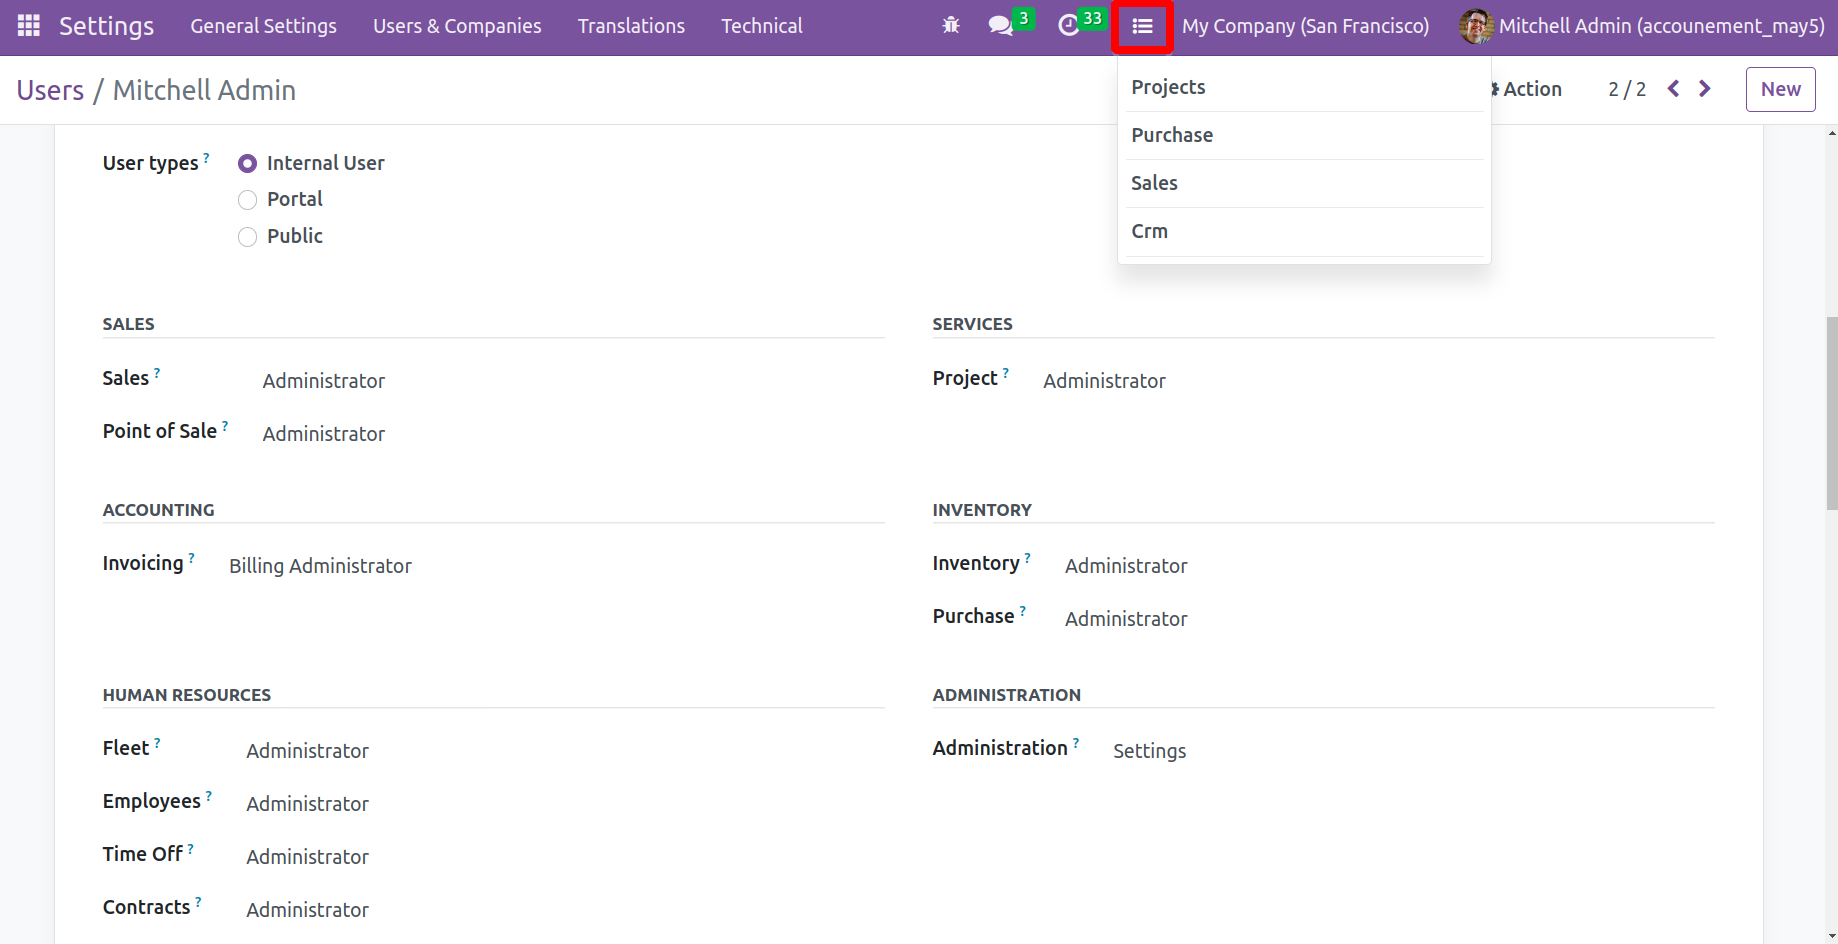 Settings General Settings Users & Companies Translations Technical 3 33 My Company (San Francisco) Mitchell Admin (accounement_may5)
Users / Mitchell Admin Action 2 / 2 New
Projects
Purchase
Sales
Crm
User types ? Internal User
Portal
Public
SALES
Sales ? Administrator
Point of Sale ? Administrator
SERVICES
Project ? Administrator
ACCOUNTING
Invoicing ? Billing Administrator
INVENTORY
Inventory ? Administrator
Purchase ? Administrator
HUMAN RESOURCES
Fleet ? Administrator
Employees ? Administrator
Time Off ? Administrator
Contracts ? Administrator
ADMINISTRATION
Administration ? Settings